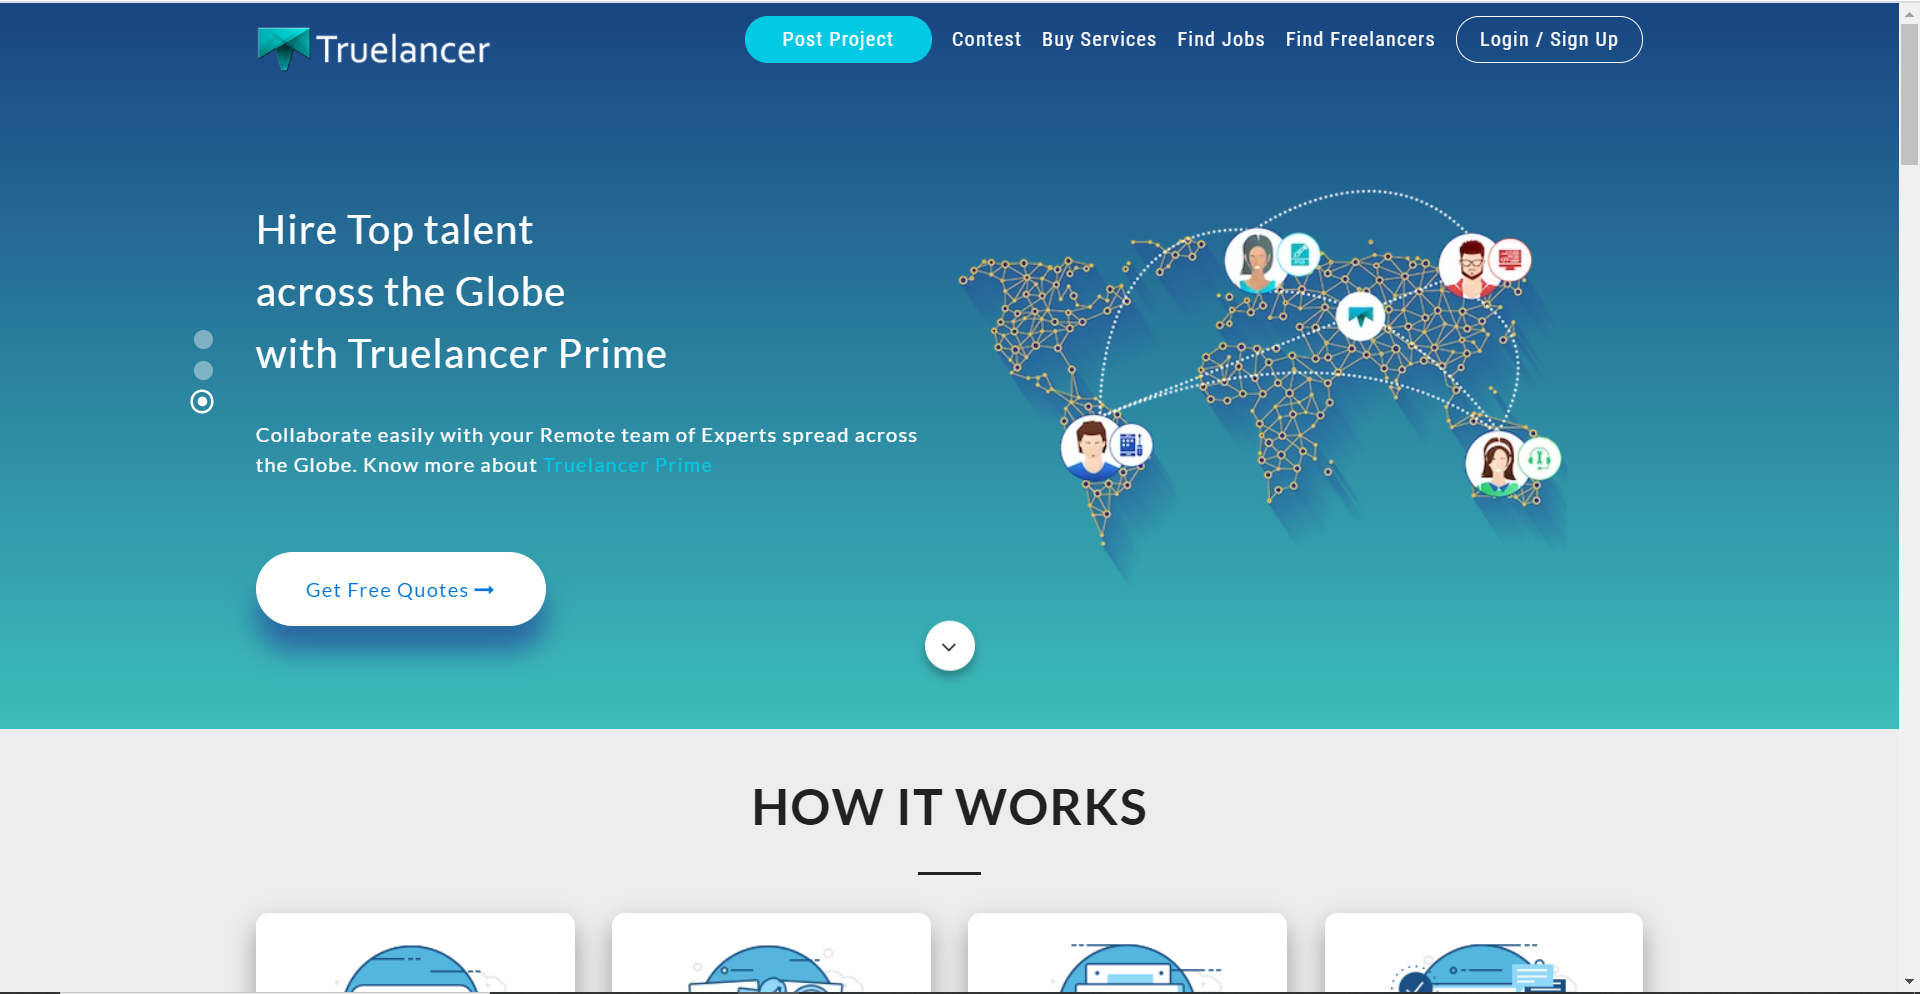 Truelancer
Post Project
Contest
Buy Services
Find Jobs
Find Freelancers
Login / Sign Up
Hire Top talent
across the Globe
with Truelancer Prime
Collaborate easily with your Remote team of Experts spread across
the Globe. Know more about Truelancer Prime
Get Free Quotes
HOW IT WORKS